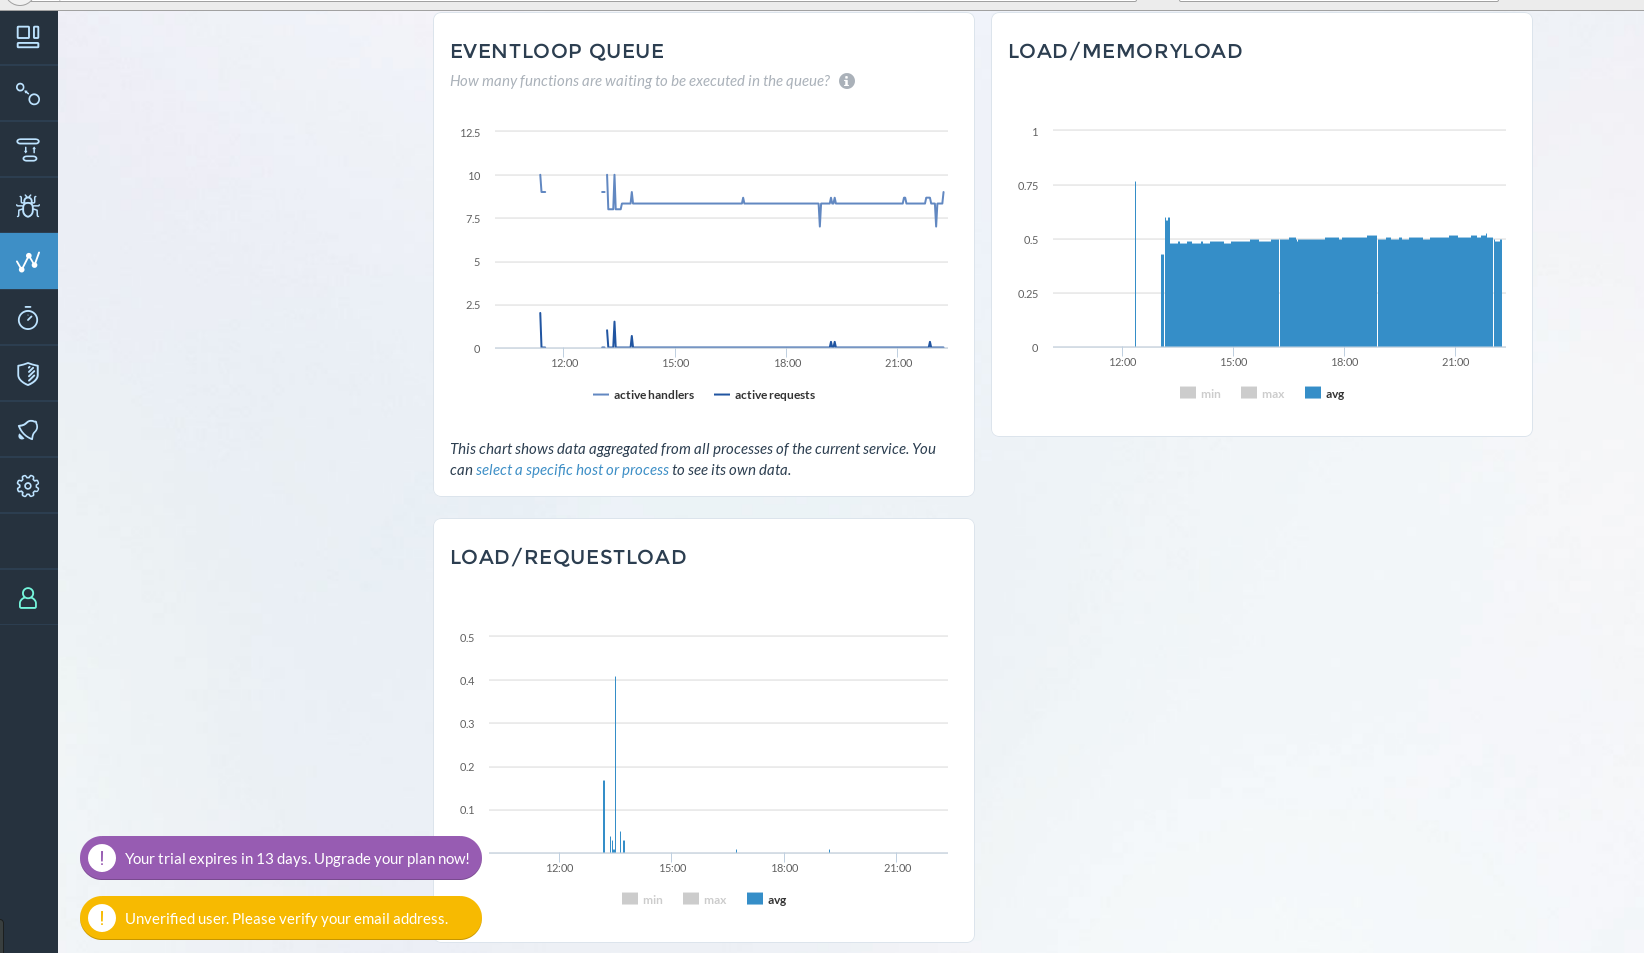 EVENTLOOP QUEUE
How many functions are waiting to be executed in the queue?
12.5
10
7.5
5
2.5
0
12:00 15:00 18:00 21:00
active handlers active requests
This chart shows data aggregated from all processes of the current service. You
can select a specific host or process to see its own data.
LOAD/MEMORYLOAD
1
0.75
0.5
0.25
0
12:00 15:00 18:00 21:00
min max avg
LOAD/REQUESTLOAD
0.5
0.4
0.3
0.2
0.1
12:00 15:00 18:00 21:00
min max avg
! Your trial expires in 13 days. Upgrade your plan now!
! Unverified user. Please verify your email address.